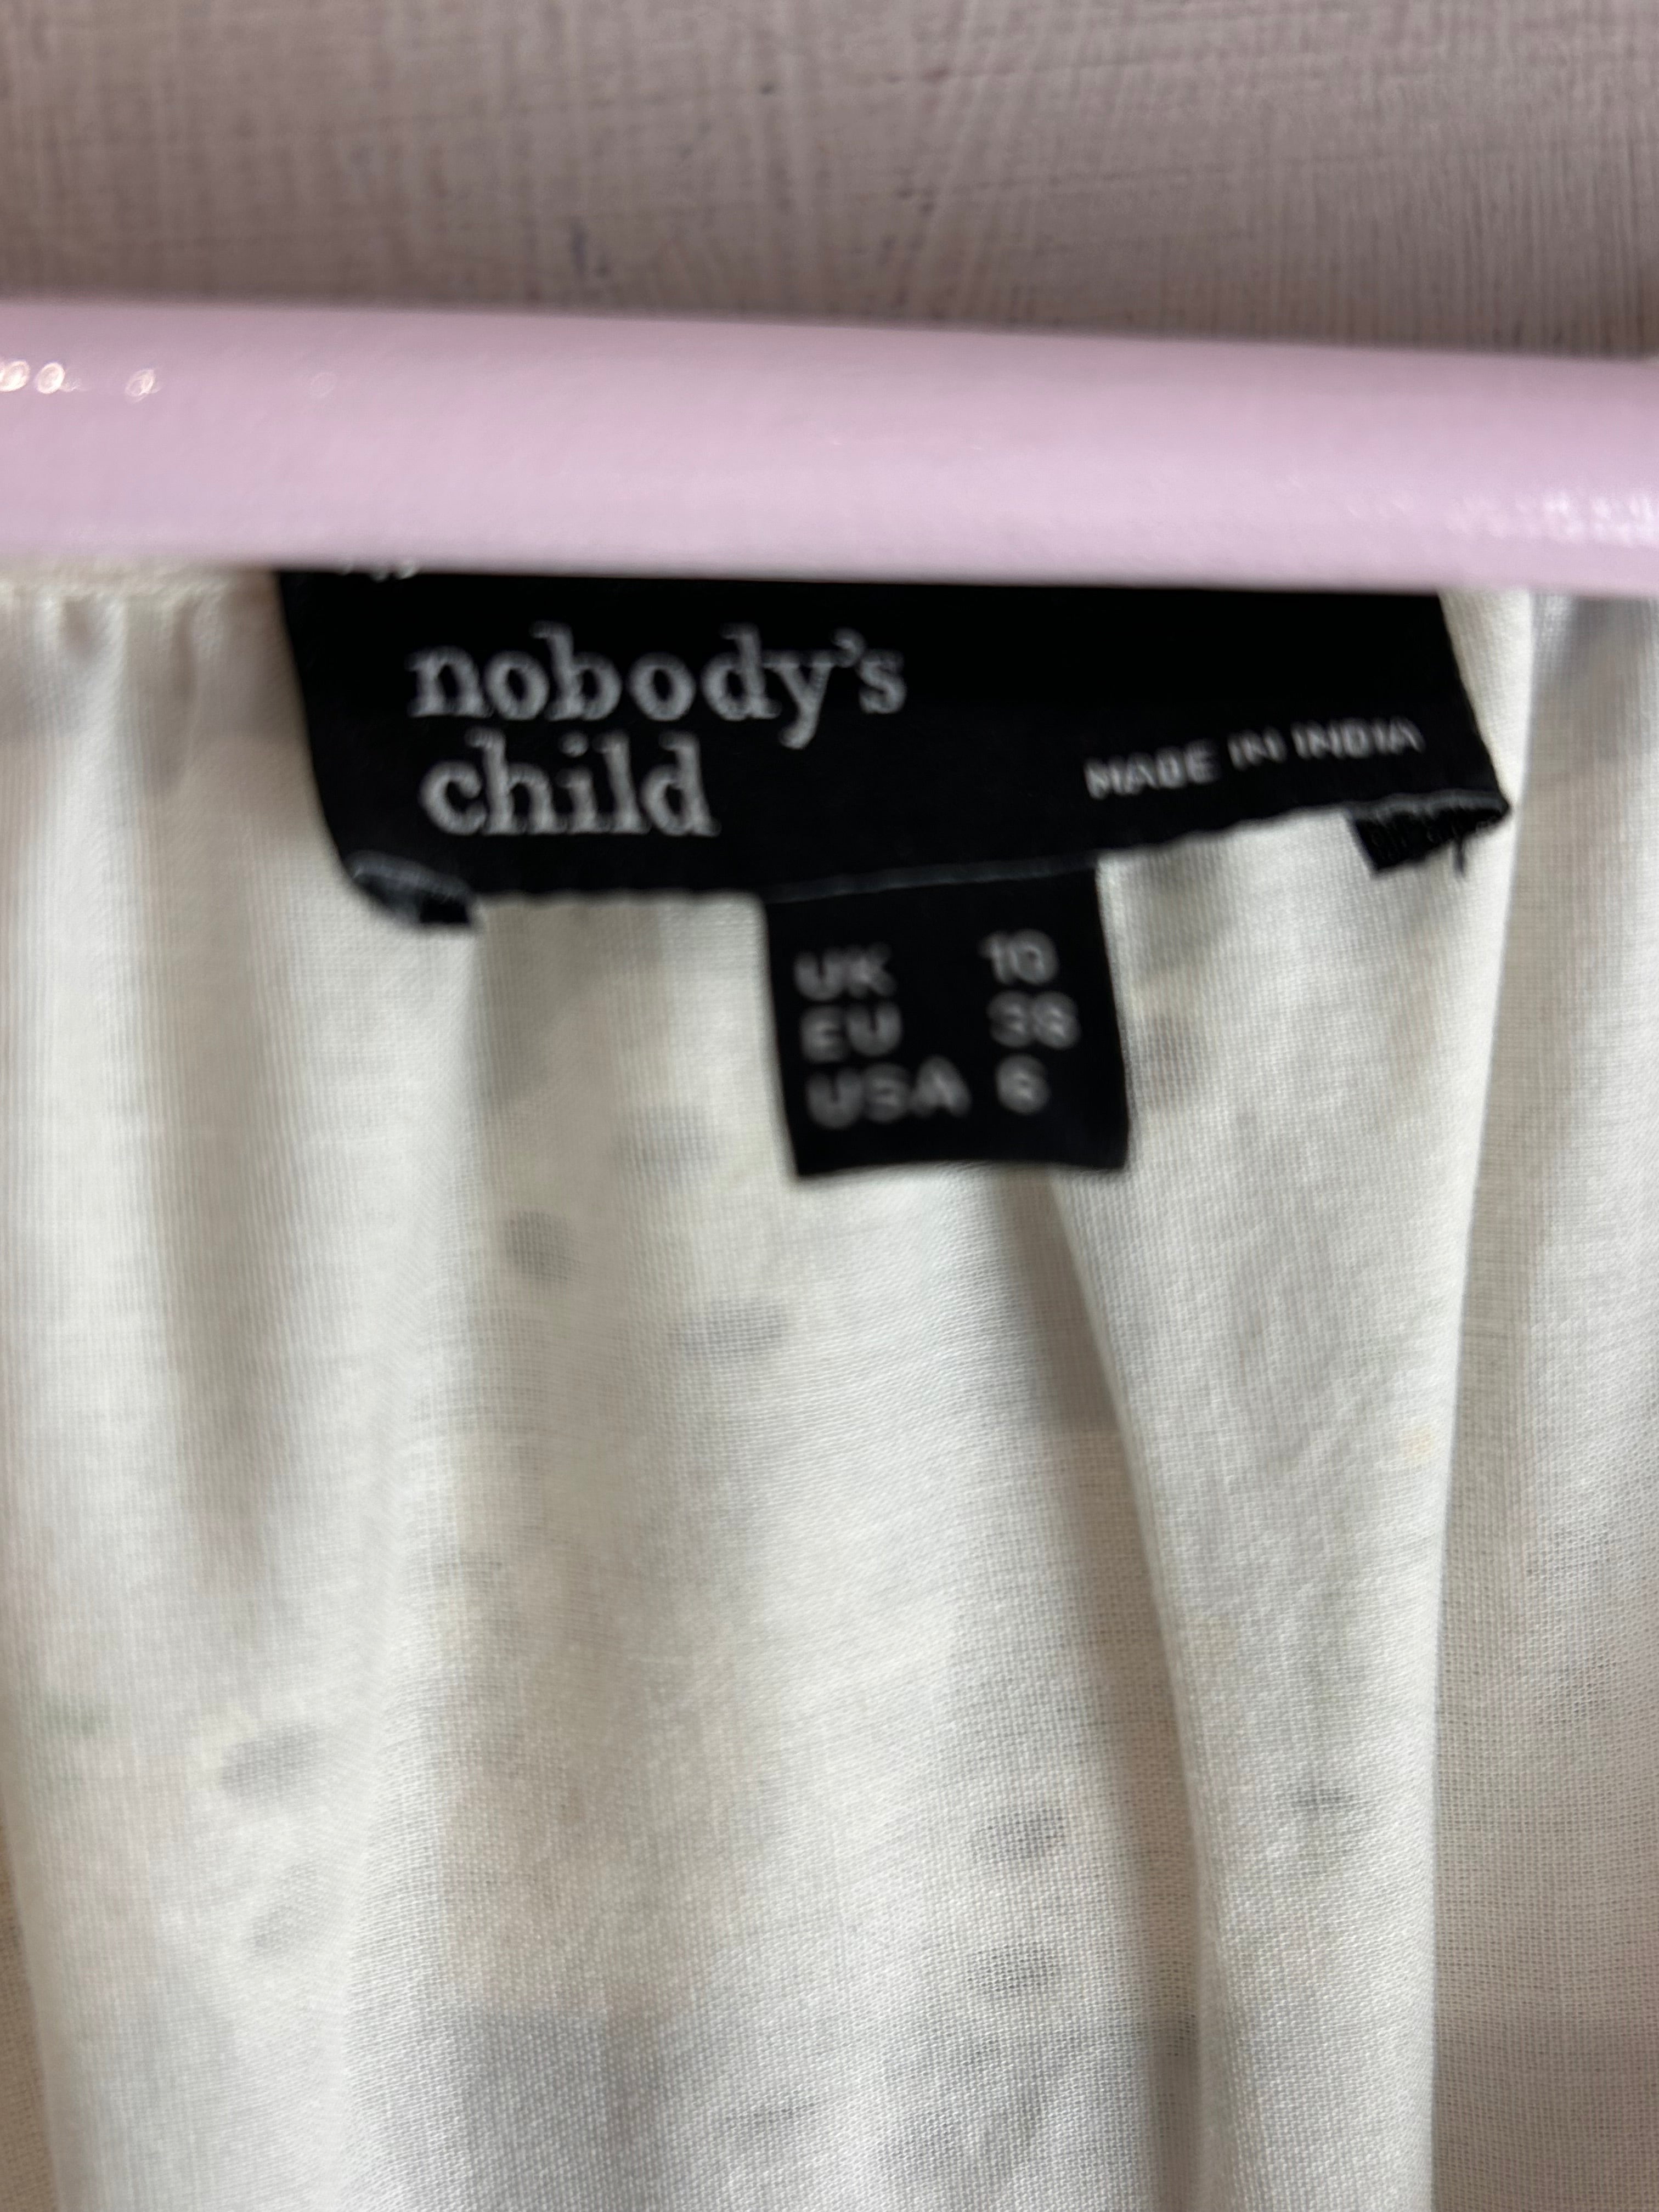 nobody's
child
MADE IN INDIA
UK 10
EU 38
USA 6